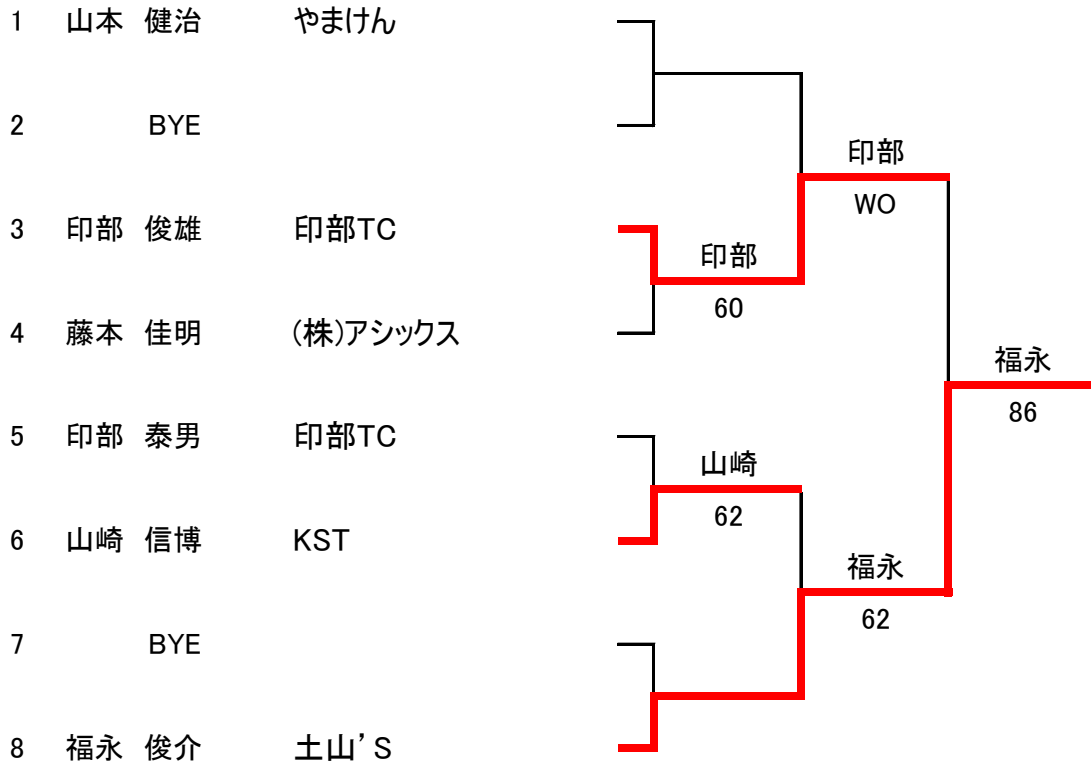 1 山本 健治 やまけん
2 BYE
印部
WO
3 印部 俊雄 印部TC
印部
60
4 藤本 佳明 (株)アシックス
福永
86
5 印部 泰男 印部TC
山崎
62
6 山崎 信博 KST
福永
62
7 BYE
8 福永 俊介 土山’S